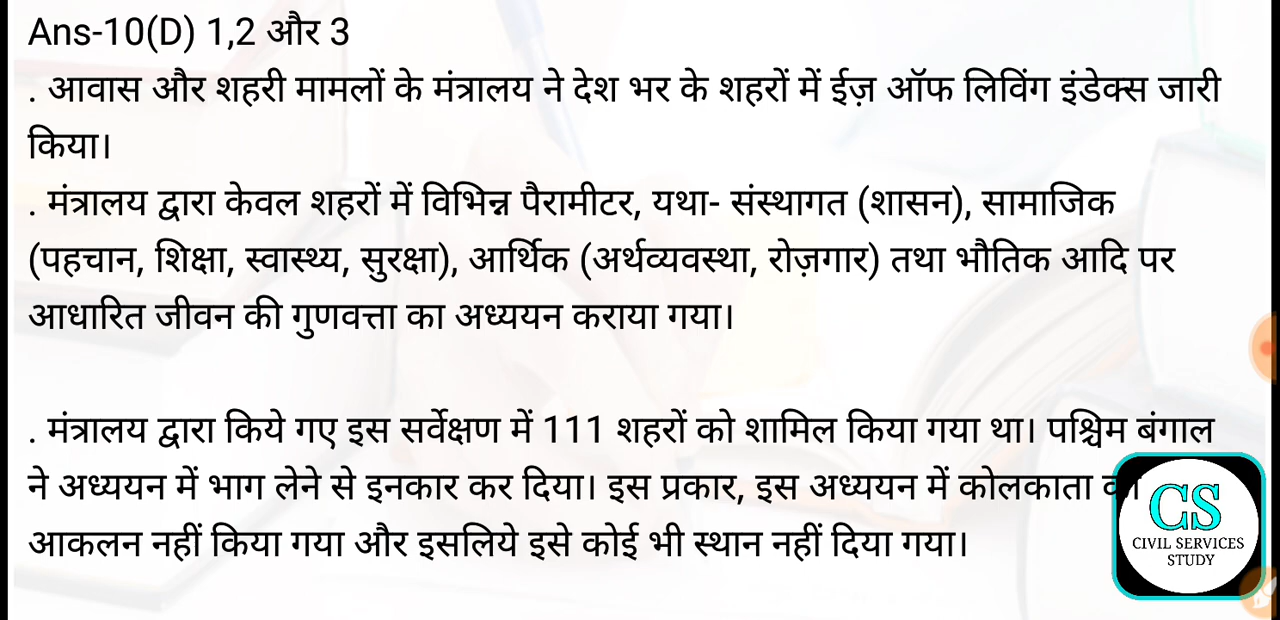 Ans-10(D) 1,2 और 3
. आवास और शहरी मामलों के मंत्रालय ने देश भर के शहरों में ईज़ ऑफ लिविंग इंडेक्स जारी
किया।
. मंत्रालय द्वारा केवल शहरों में विभिन्न पैरामीटर, यथा- संस्थागत (शासन), सामाजिक
(पहचान, शिक्षा, स्वास्थ्य, सुरक्षा), आर्थिक (अर्थव्यवस्था, रोज़गार) तथा भौतिक आदि पर
आधारित जीवन की गुणवत्ता का अध्ययन कराया गया।
. मंत्रालय द्वारा किये गए इस सर्वेक्षण में 111 शहरों को शामिल किया गया था। पश्चिम बंगाल
ने अध्ययन में भाग लेने से इनकार कर दिया। इस प्रकार, इस अध्ययन में कोलकाता का
आकलन नहीं किया गया और इसलिये इसे कोई भी स्थान नहीं दिया गया।
CS
CIVIL SERVICES
STUDY